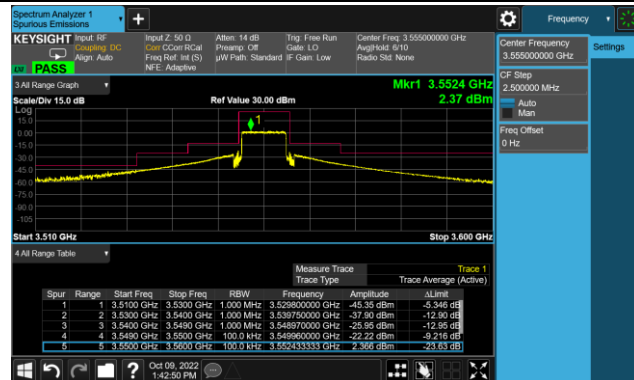 Spectrum Analyzer 1
Spurious Emissions
+
Frequency
KEYSIGHT
Input: RF
Coupling: DC
Align: Auto
Input Z: 50 Ω
Corr CCorr RCal
Freq Ref: Int (S)
NFE: Adaptive
Atten: 14 dB
Preamp: Off
µW Path: Standard
Trig: Free Run
Gate: LO
IF Gain: Low
Center Freq: 3.555000000 GHz
Avg|Hold: 6/10
Radio Std: None
PASS
Center Frequency
3.555000000 GHz
Settings
CF Step
2.500000 MHz
Auto
Man
Freq Offset
0 Hz
3 All Range Graph
Mkr1 3.5524 GHz
Scale/Div 15.0 dB
Ref Value 30.00 dBm
2.37 dBm
Log
15.0
0.00
-15.0
-30.0
-45.0
-60.0
-75.0
-90.0
-105
1
Start 3.510 GHz
Stop 3.600 GHz
4 All Range Table
Measure Trace
Trace 1
Trace Type
Trace Average (Active)
Spur Range Start Freq Stop Freq RBW Frequency Amplitude ΔLimit
1 1 3.5100 GHz 3.5300 GHz 1.000 MHz 3.529800000 GHz -45.35 dBm -5.346 dB
2 2 3.5300 GHz 3.5400 GHz 1.000 MHz 3.539750000 GHz -37.90 dBm -12.90 dB
3 3 3.5400 GHz 3.5490 GHz 1.000 MHz 3.548970000 GHz -25.95 dBm -12.95 dB
4 4 3.5490 GHz 3.5500 GHz 100.0 kHz 3.549960000 GHz -22.22 dBm -9.216 dB
5 5 3.5500 GHz 3.5600 GHz 100.0 kHz 3.552433333 GHz 2.366 dBm -23.63 dB
?
Oct 09, 2022
1:42:50 PM